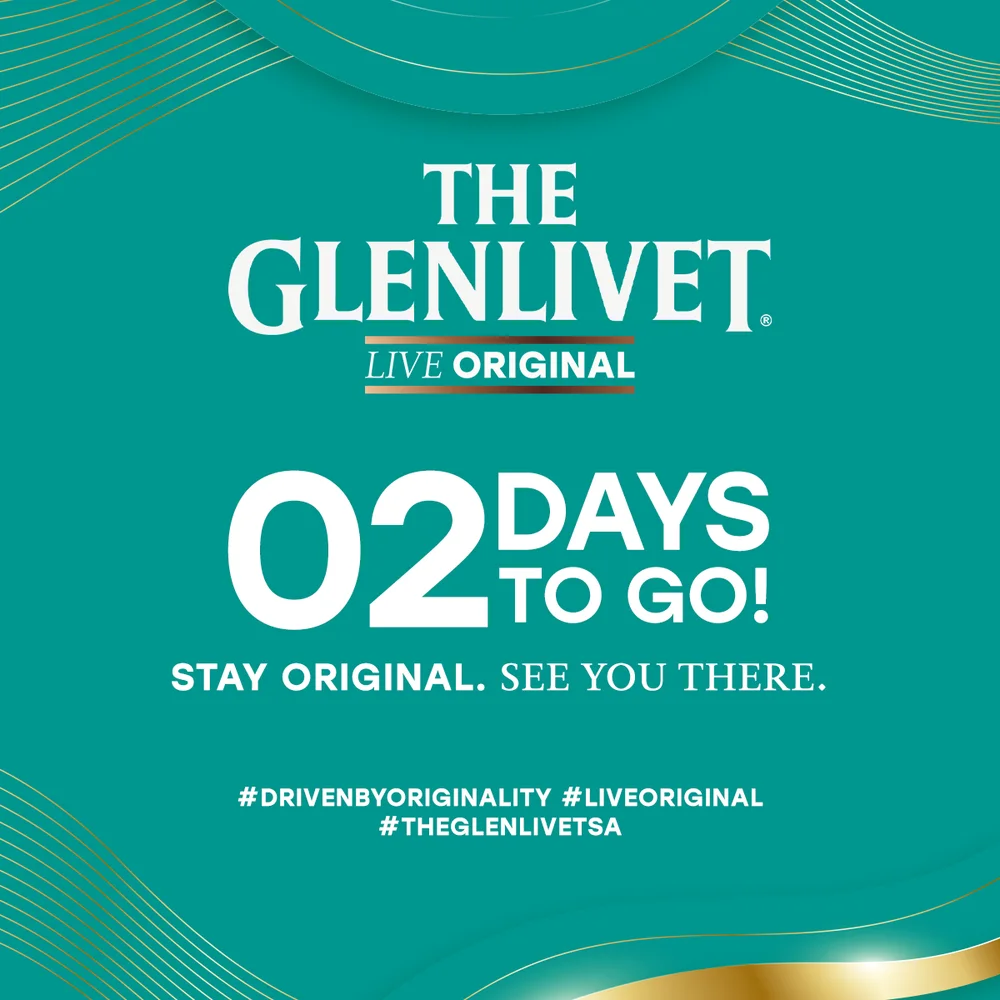 THE
GLENLIVET®
LIVE ORIGINAL
02 DAYS
TO GO!
STAY ORIGINAL. SEE YOU THERE.
#DRIVENBYORIGINALITY #LIVEORIGINAL
#THEGLENLIVETSA